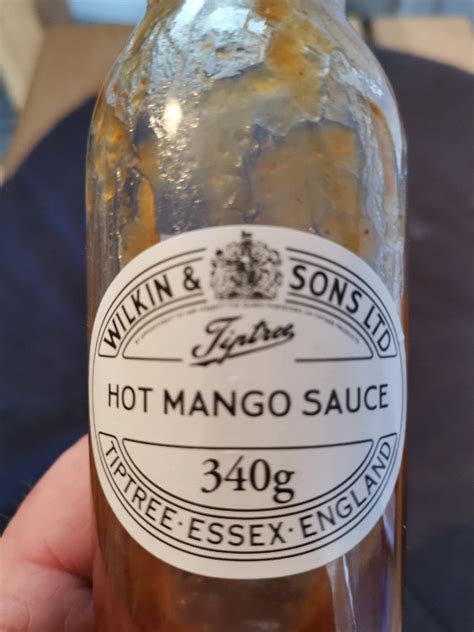 WILKIN & SONS LTD
Tiptree
HOT MANGO SAUCE
340g
TIPTREE · ESSEX · ENGLAND